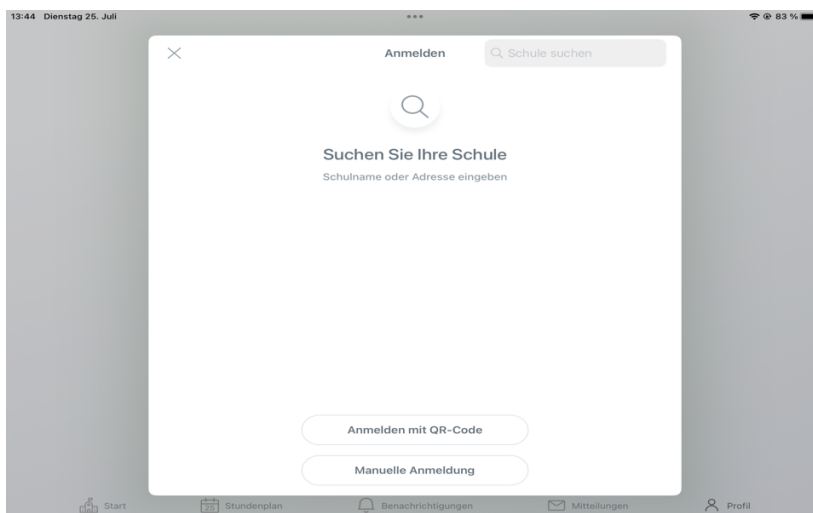 13:44 Dienstag 25. Juli
83 %
Anmelden
Schule suchen
Suchen Sie Ihre Schule
Schulname oder Adresse eingeben
Anmelden mit QR-Code
Manuelle Anmeldung
Start
25 Stundenplan
Benachrichtigungen
Mitteilungen
Profil